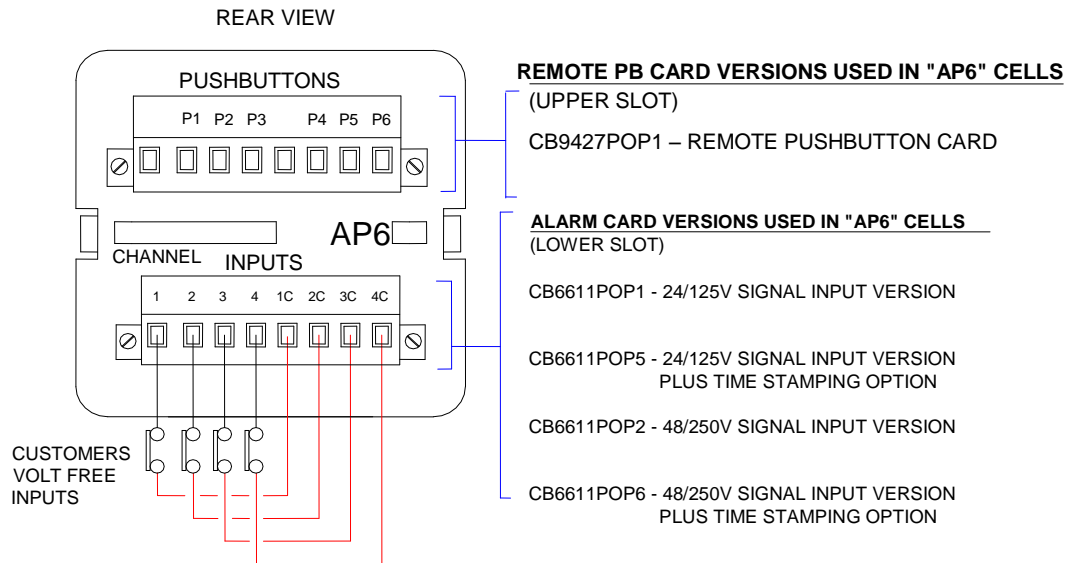 REAR VIEW
PUSHBUTTONS
P1 P2 P3 P4 P5 P6
CHANNEL
AP6
INPUTS
1 2 3 4 1C 2C 3C 4C
CUSTOMERS
VOLT FREE
INPUTS
REMOTE PB CARD VERSIONS USED IN "AP6" CELLS
(UPPER SLOT)
CB9427POP1 – REMOTE PUSHBUTTON CARD
ALARM CARD VERSIONS USED IN "AP6" CELLS
(LOWER SLOT)
CB6611POP1 - 24/125V SIGNAL INPUT VERSION
CB6611POP5 - 24/125V SIGNAL INPUT VERSION
PLUS TIME STAMPING OPTION
CB6611POP2 - 48/250V SIGNAL INPUT VERSION
CB6611POP6 - 48/250V SIGNAL INPUT VERSION
PLUS TIME STAMPING OPTION